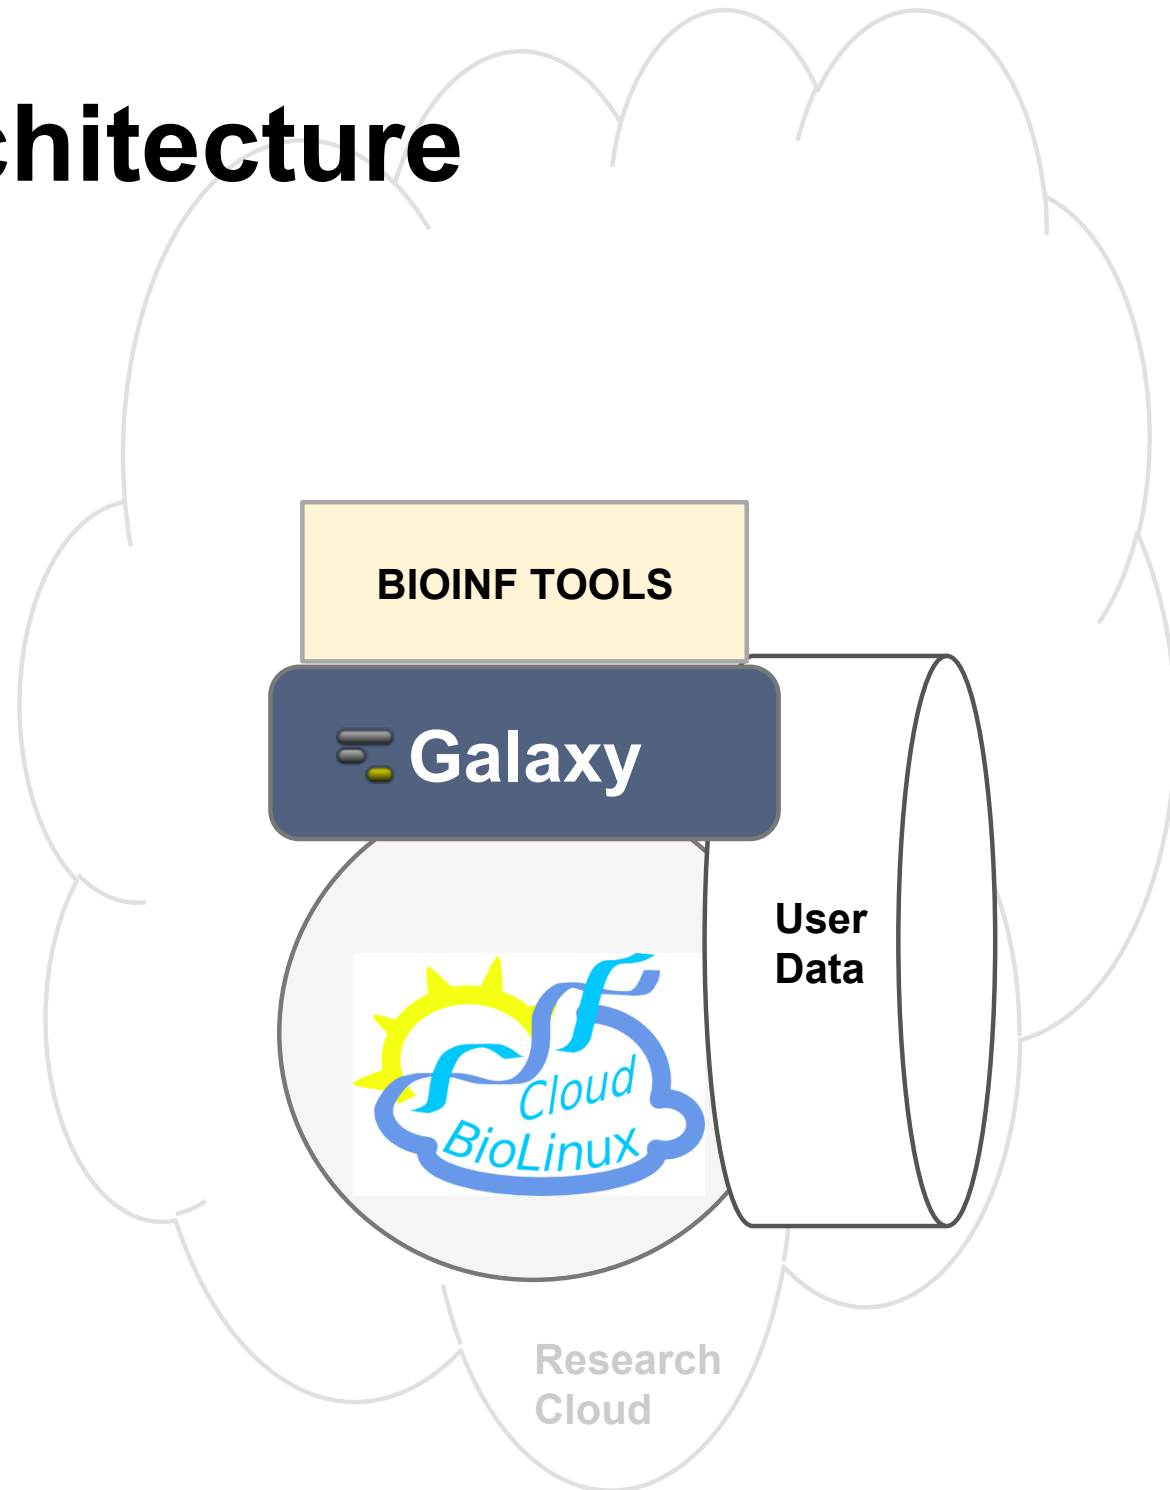 chitecture
BIOINF TOOLS
Galaxy
User
Data
Cloud
BioLinux
Research
Cloud